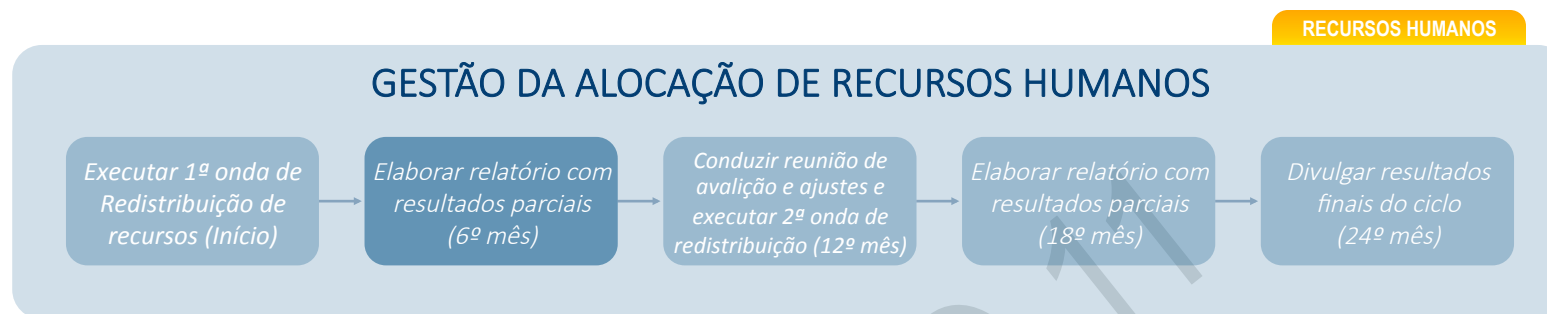 RECURSOS HUMANOS
GESTÃO DA ALOCAÇÃO DE RECURSOS HUMANOS
Executar 1ª onda de
Redistribuição de
recursos (Início)
Elaborar relatório com
resultados parciais
(6º mês)
Conduzir reunião de
avalição e ajustes e
executar 2ª onda de
redistribuição (12º mês)
Elaborar relatório com
resultados parciais
(18º mês)
Divulgar resultados
finais do ciclo
(24º mês)